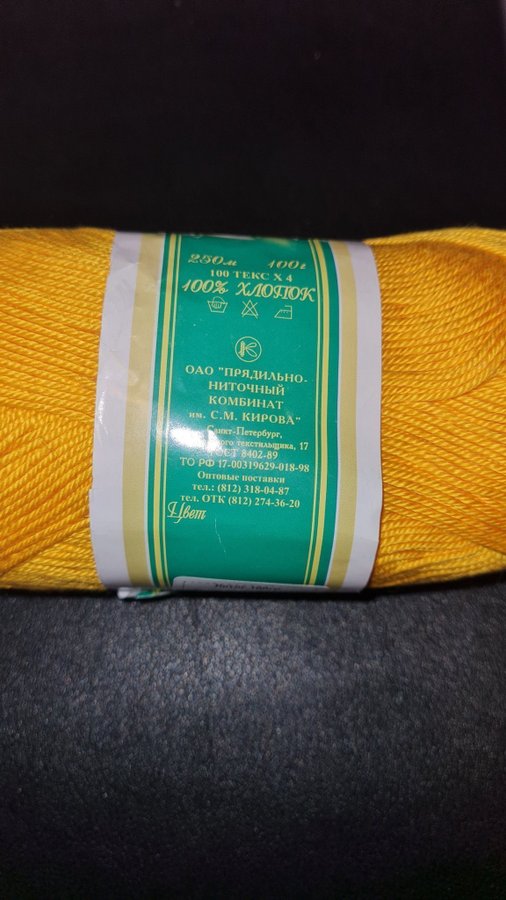 250м 100г
100 ТЕКС Х 4
100% ХЛОПОК
К
ОАО "ПРЯДИЛЬНО-
НИТОЧНЫЙ
КОМБИНАТ
им. С.М. КИРОВА"
Санкт-Петербург,
текстильщика, 17
ГОСТ 8402-89
ТО РФ 17-00319629-018-98
Оптовые поставки
тел.: (812) 318-04-87
тел. ОТК (812) 274-36-20
Цвет